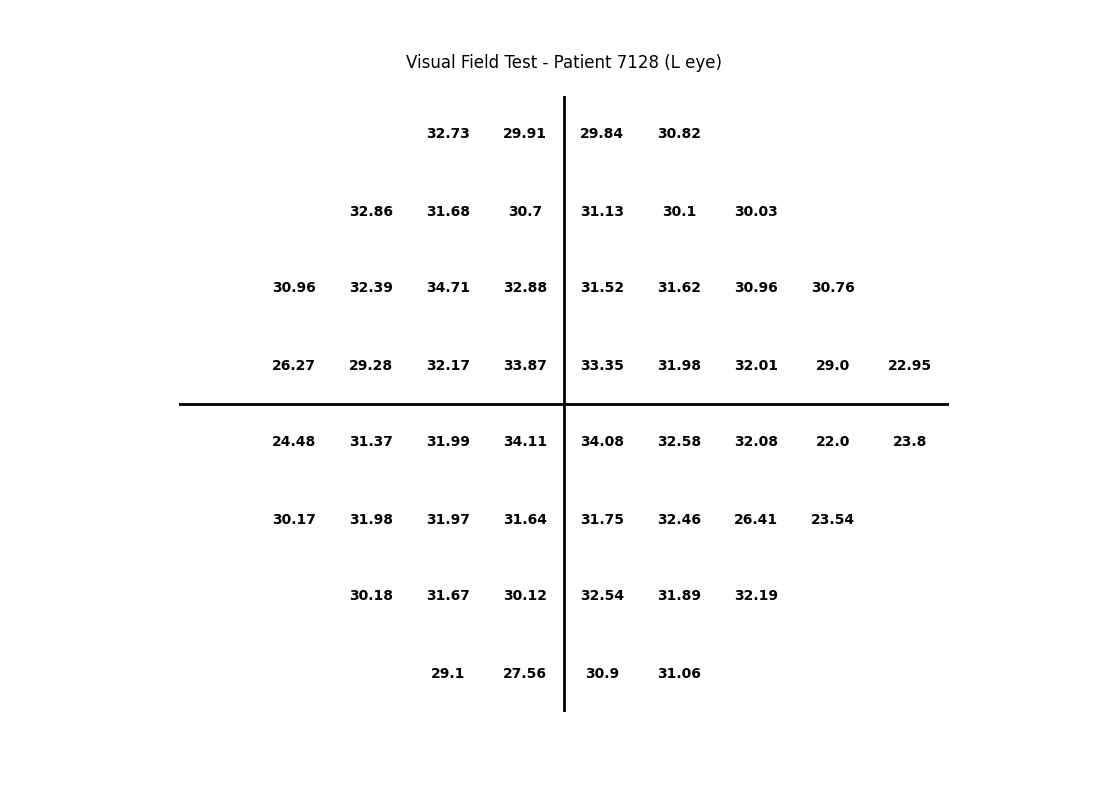 Visual Field Test - Patient 7128 (L eye)
32.73 29.91 29.84 30.82
32.86 31.68 30.7 31.13 30.1 30.03
30.96 32.39 34.71 32.88 31.52 31.62 30.96 30.76
26.27 29.28 32.17 33.87 33.35 31.98 32.01 29.0 22.95
24.48 31.37 31.99 34.11 34.08 32.58 32.08 22.0 23.8
30.17 31.98 31.97 31.64 31.75 32.46 26.41 23.54
30.18 31.67 30.12 32.54 31.89 32.19
29.1 27.56 30.9 31.06